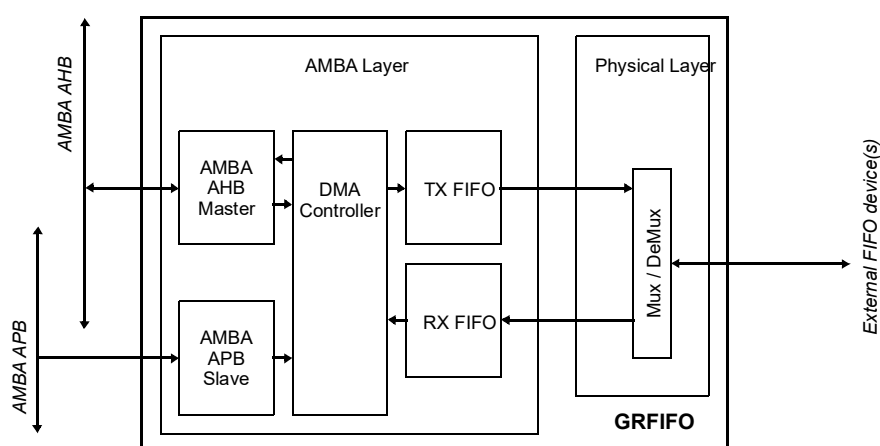 AMBA AHB
AMBA APB
AMBA Layer
Physical Layer
AMBA
AHB
Master
DMA
Controller
TX FIFO
RX FIFO
AMBA
APB
Slave
Mux / DeMux
External FIFO device(s)
GRFIFO